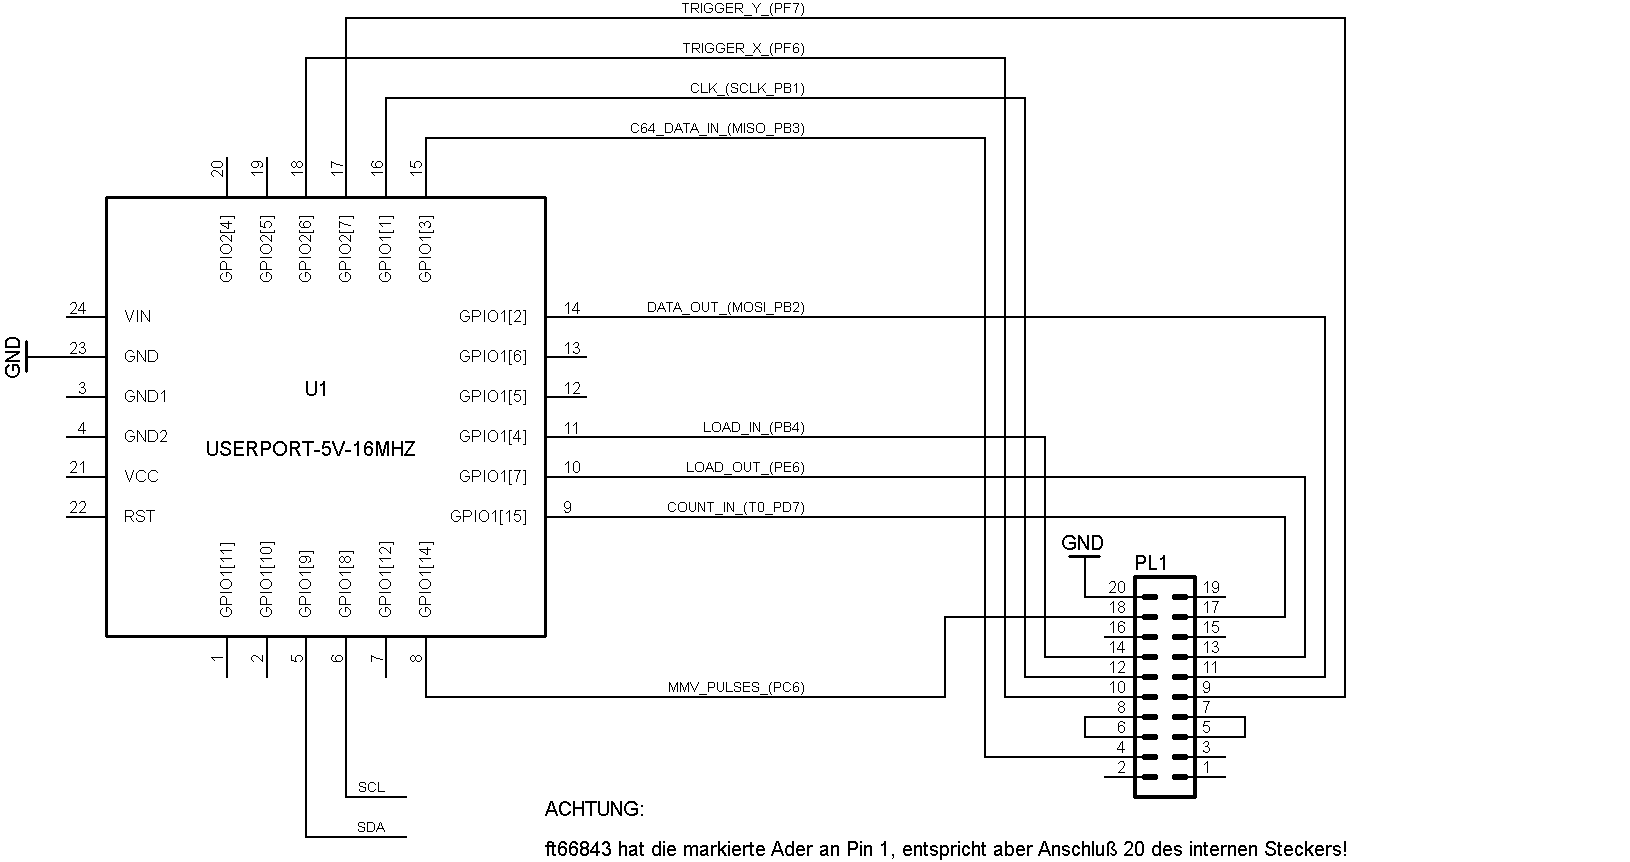 TRIGGER_Y_(PF7)
TRIGGER_X_(PF6)
CLK_(SCLK_PB1)
C64_DATA_IN_(MISO_PB3)
20 19 18 17 16 15
GPIO2[4] GPIO2[5] GPIO2[6] GPIO2[7] GPIO1[1] GPIO1[3]
24 VIN GPIO1[2] 14 DATA_OUT_(MOSI_PB2)
GND 23 GND GPIO1[6] 13
3 GND1 U1 GPIO1[5] 12
4 GND2 GPIO1[4] 11 LOAD_IN_(PB4)
USERPORT-5V-16MHZ
21 VCC GPIO1[7] 10 LOAD_OUT_(PE6)
22 RST GPIO1[15] 9 COUNT_IN_(T0_PD7)
GPIO1[11] GPIO1[10] GPIO1[9] GPIO1[8] GPIO1[12] GPIO1[14]
1 2 5 6 7 8
MMV_PULSES_(PC6)
SCL
SDA
GND
PL1
20 19
18 17
16 15
14 13
12 11
10 9
8 7
6 5
4 3
2 1
ACHTUNG:
ft66843 hat die markierte Ader an Pin 1, entspricht aber Anschluß 20 des internen Steckers!